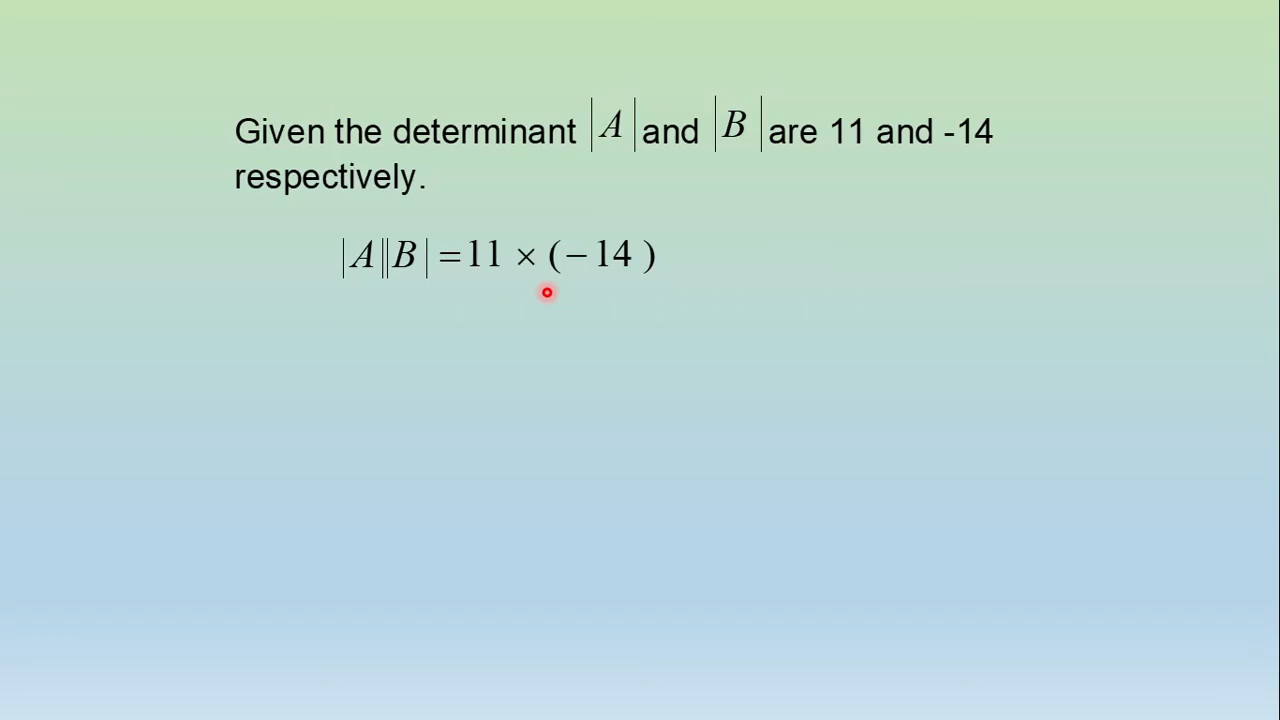 Given the determinant |A| and |B| are 11 and -14
respectively.
|A||B| = 11 × (− 14 )